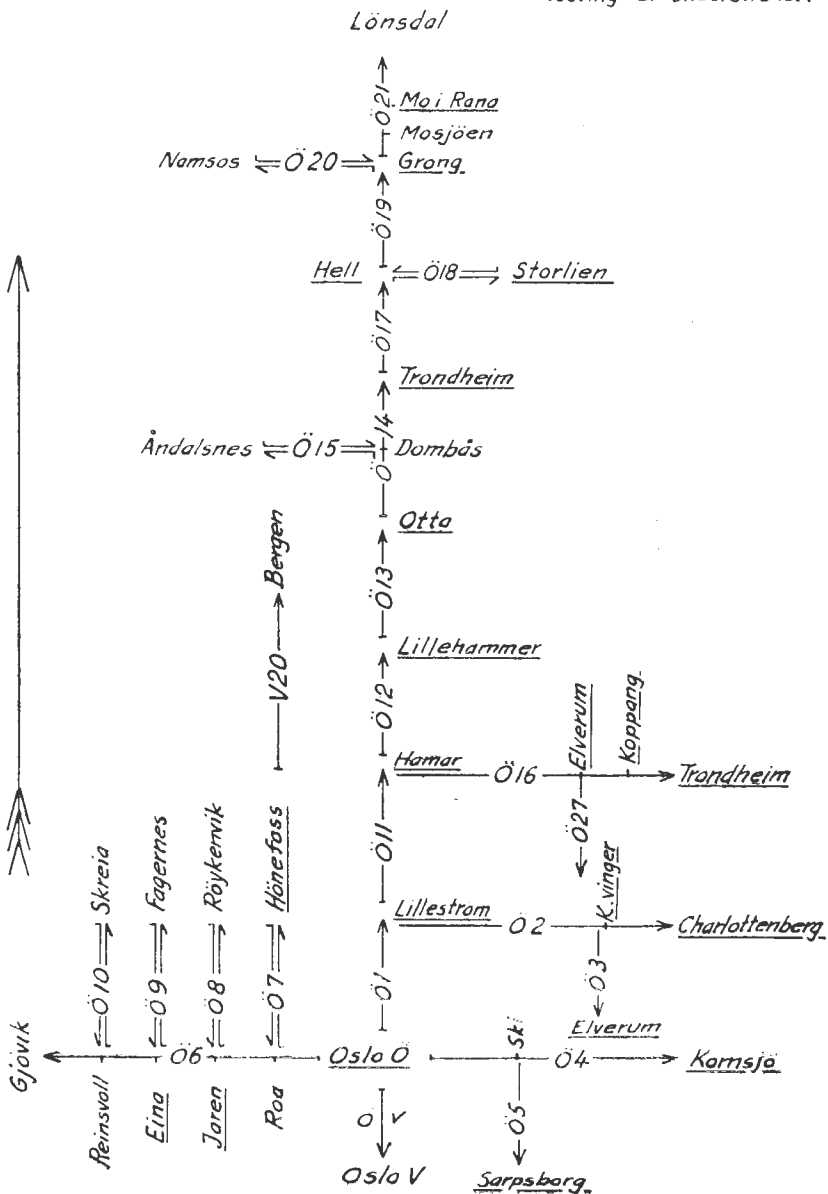 Lönsdal
Ö21
Mo i Rana
Mosjöen
Namsos Ö20 Grong
Ö19
Hell Ö18 Storlien
Ö17
Trondheim
Ö 14
Åndalsnes Ö15 Dombås
Otta
Bergen
Ö13
Lillehammer
V20
Ö12
Elverum
Koppang
Hamar Ö16 Trondheim
Ö27
Skreia
Fagernes
Röykenvik
Hönefoss
Ö11
K.vinger
Lillestrøm Ö2 Charlottenberg
Ö10
Ö9
Ö8
Ö7
Ö1
Ö3
Elverum
Gjövik
Ö6
Oslo Ö
Ski
Ö4
Kornsjö
Reinsvoll
Eina
Jaren
Roa
Ö V
Ö5
Oslo V
Sarpsborg